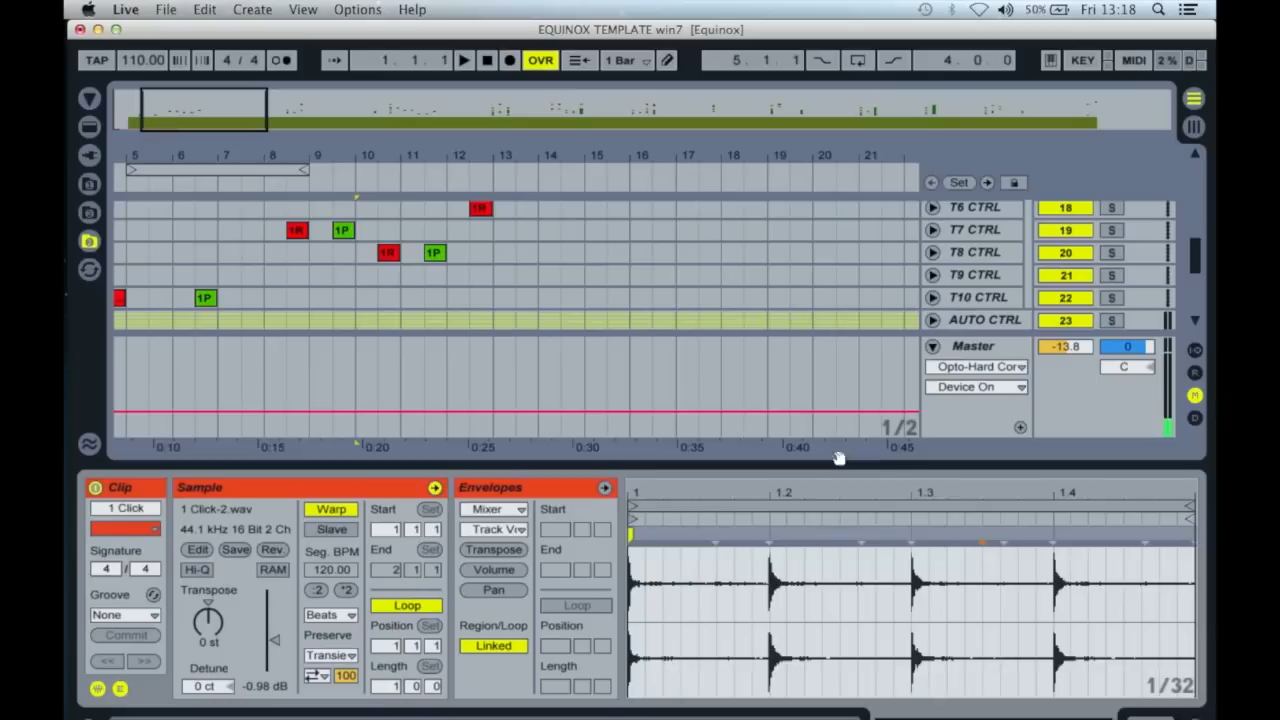 Live File Edit Create View Options Help 50% Fri 13:18
EQUINOX TEMPLATE win7 [Equinox]
TAP 110.00 4 / 4 1. 1. 1 OVR 1 Bar 5. 1. 1 4. 0. 0 KEY MIDI 2 % D
5 6 7 8 9 10 11 12 13 14 15 16 17 18 19 20 21
Set
1R T6 CTRL 18 S
1R 1P T7 CTRL 19 S
1R 1P T8 CTRL 20 S
T9 CTRL 21 S
1P T10 CTRL 22 S
AUTO CTRL 23 S
Master -13.8 0
Opto-Hard Cor C
Device On
1/2
0:10 0:15 0:20 0:25 0:30 0:35 0:40 0:45
Clip Sample Envelopes 1 1.2 1.3 1.4
1 Click 1 Click-2.wav Warp Start Set Mixer Start
44.1 kHz 16 Bit 2 Ch Slave 1 1 1 Track V
Signature Edit Save Rev. Seg. BPM End Set Transpose End
4 / 4 Hi-Q RAM 120.00 2 1 1 Volume
Groove Transpose :2 *2 Pan
None Beats Loop Loop
Commit Preserve Position Set Region/Loop Position
<< >> 0 st Transie 1 1 1 Linked
Detune 100 Length Set Length
0 ct -0.98 dB 1 0 0 1/32
I·O
R
M
D